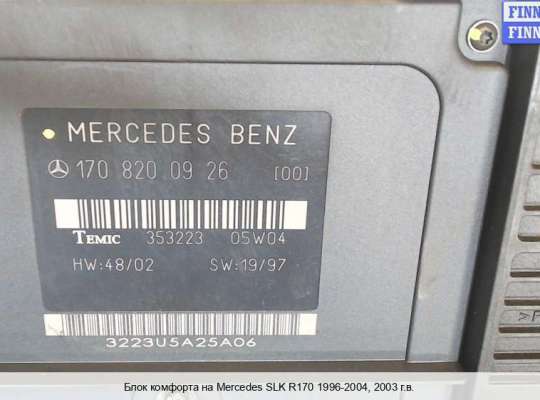 FINN
FINN
MERCEDES BENZ
170 820 09 26 [00]
TEMIC 353223 05W04
HW:48/02 SW:19/97
3223U5A25A06
Блок комфорта на Mercedes SLK R170 1996-2004, 2003 г.в.